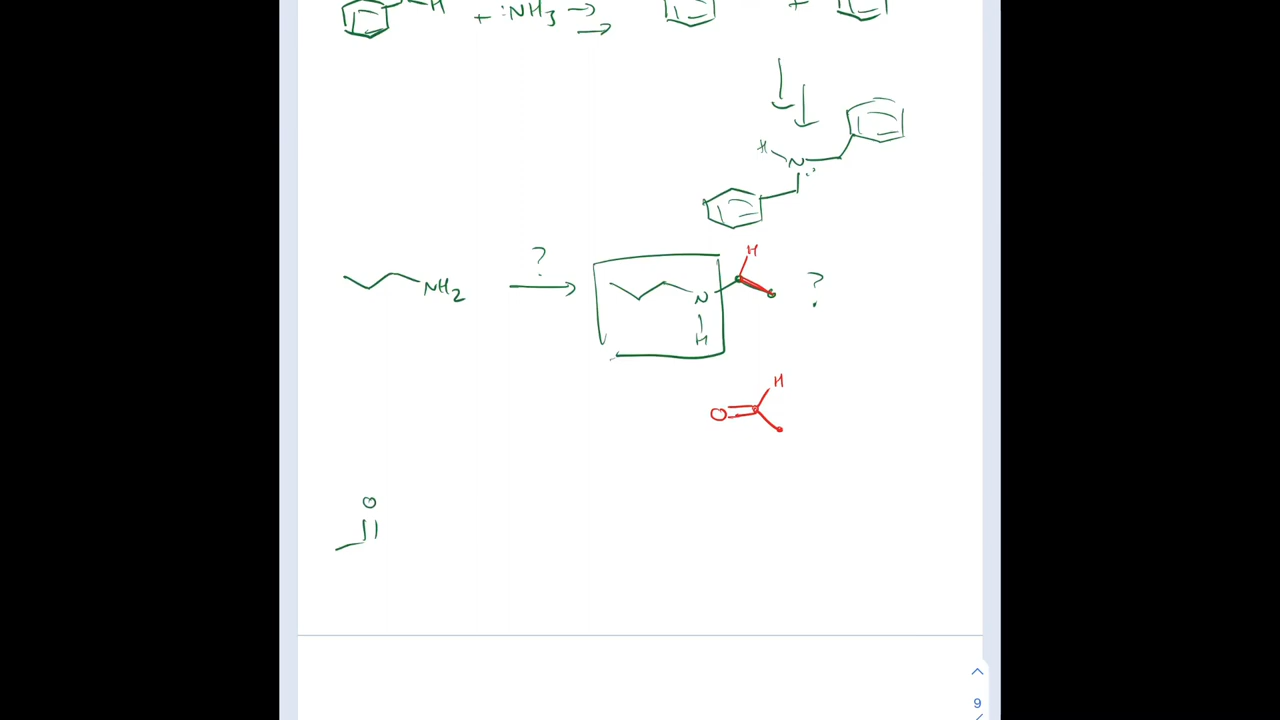 H + :NH3 +
H N
NH2 ? N H H ?
O H
O
9